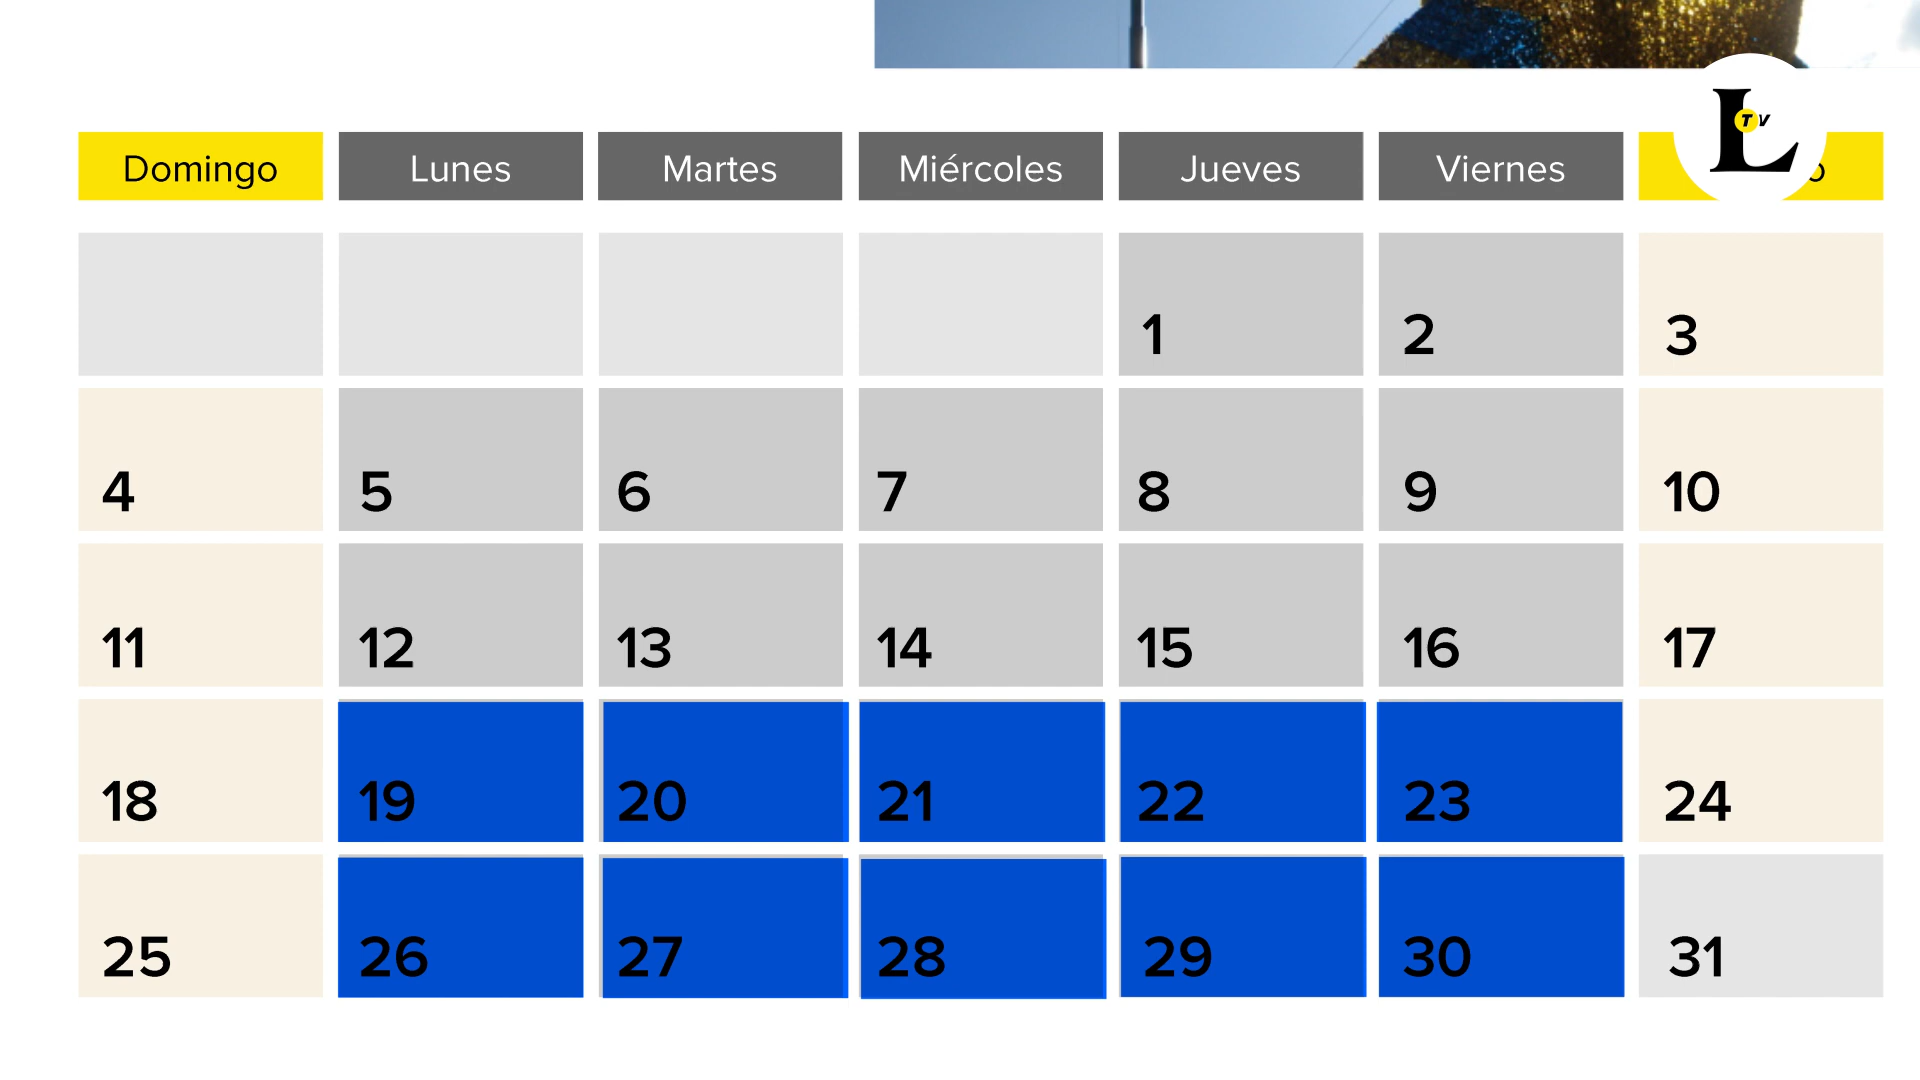 L
TV
Domingo Lunes Martes Miércoles Jueves Viernes
1 2 3
4 5 6 7 8 9 10
11 12 13 14 15 16 17
18 19 20 21 22 23 24
25 26 27 28 29 30 31